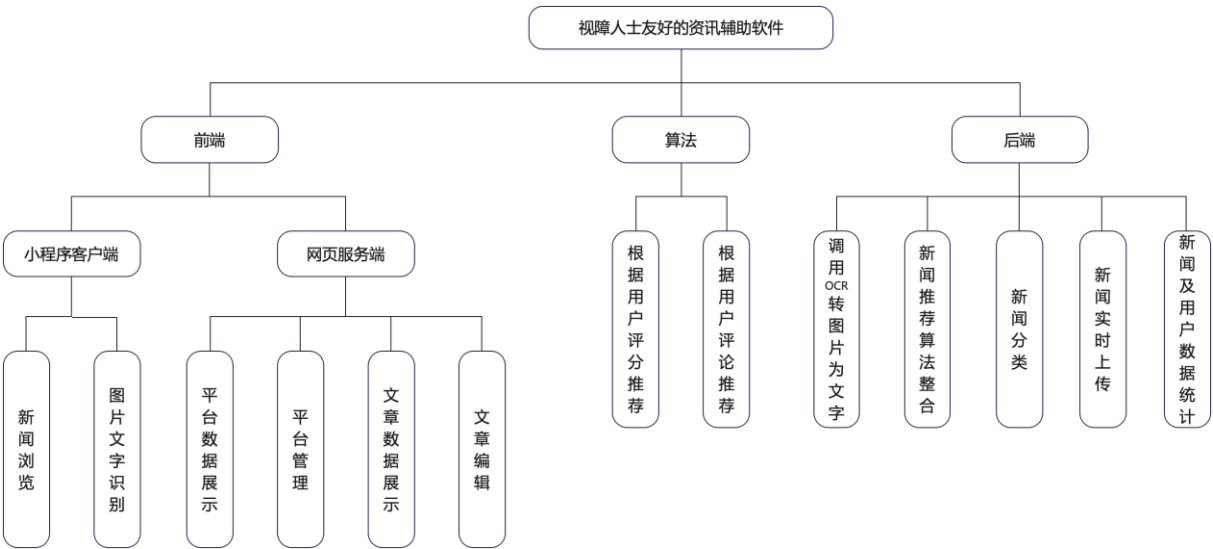 视障人士友好的资讯辅助软件
前端
算法
后端
小程序客户端
网页服务端
根据用户评分推荐
根据用户评论推荐
调用OCR转图片为文字
新闻推荐算法整合
新闻分类
新闻实时上传
新闻及用户数据统计
新闻浏览
图片文字识别
平台数据展示
平台管理
文章数据展示
文章编辑